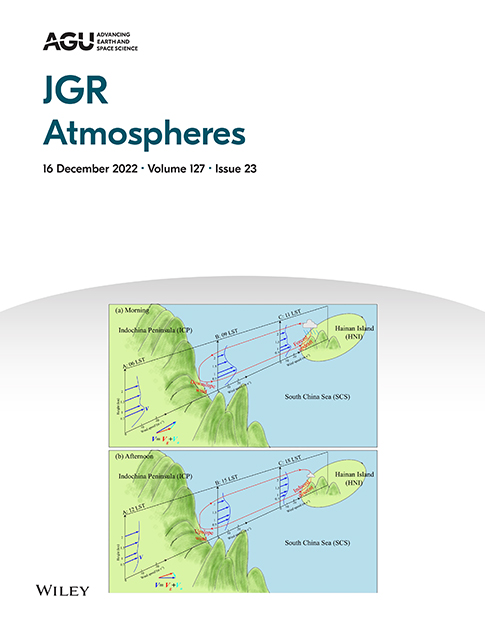 AGU ADVANCING
EARTH AND
SPACE SCIENCE
JGR
Atmospheres
16 December 2022 · Volume 127 · Issue 23
(a) Morning
Indochina Peninsula (ICP)
A: 06 LST
B: 09 LST
C: 11 LST
Hainan Island
(HNI)
South China Sea (SCS)
(b) Afternoon
Indochina Peninsula (ICP)
A: 12 LST
B: 15 LST
C: 18 LST
Hainan Island
(HNI)
South China Sea (SCS)
WILEY